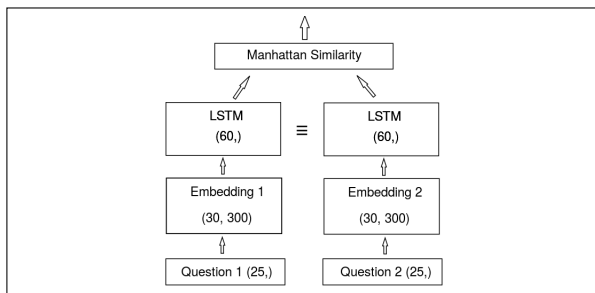 Manhattan Similarity
LSTM
(60,)
≡
LSTM
(60,)
Embedding 1
(30, 300)
Embedding 2
(30, 300)
Question 1 (25,)
Question 2 (25,)